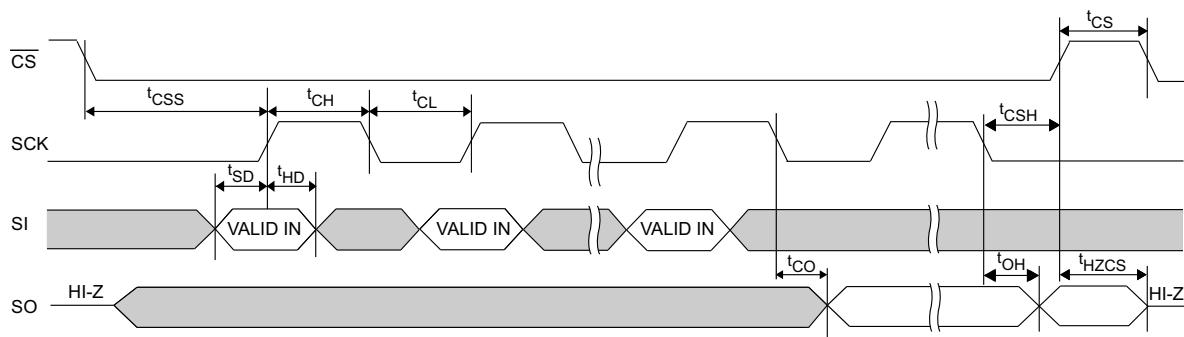 tCS
CS
tCSS
tCH
tCL
tCSH
SCK
tSD
tHD
SI
VALID IN
VALID IN
VALID IN
tCO
tOH
tHZCS
HI-Z
HI-Z
SO